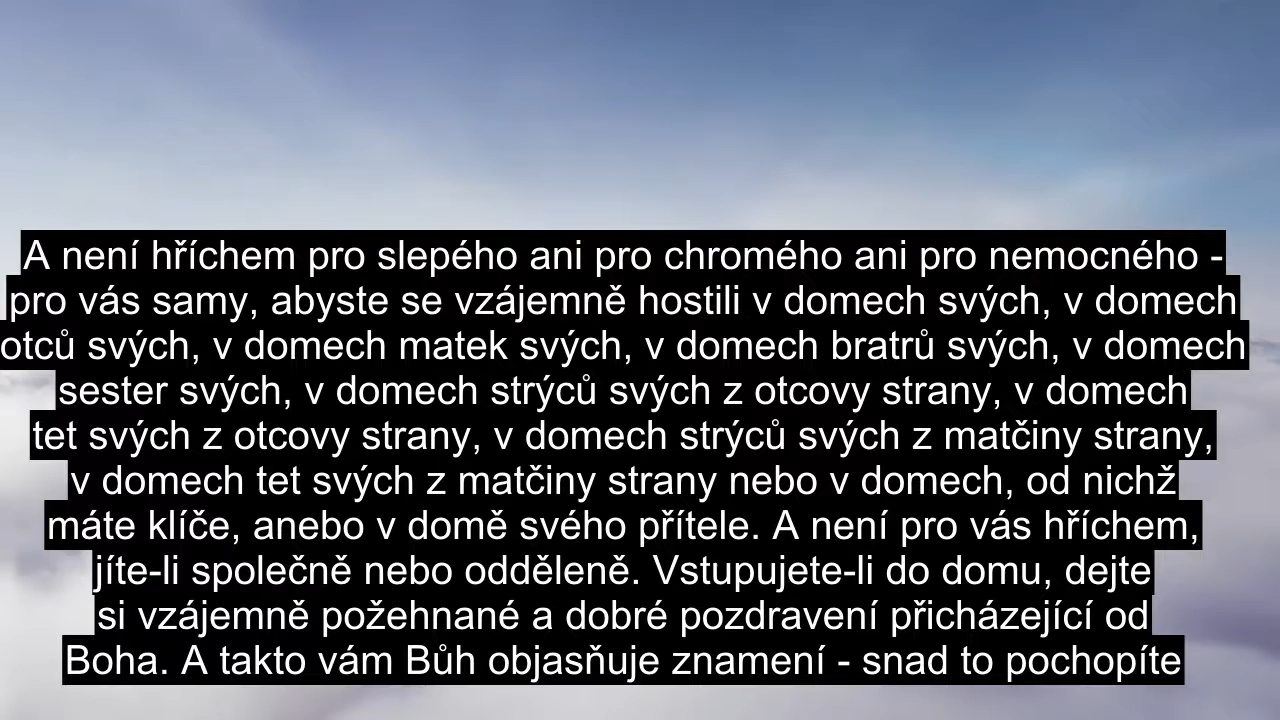 A není hříchem pro slepého ani pro chromého ani pro nemocného -
pro vás samy, abyste se vzájemně hostili v domech svých, v domech
otců svých, v domech matek svých, v domech bratrů svých, v domech
sester svých, v domech strýců svých z otcovy strany, v domech
tet svých z otcovy strany, v domech strýců svých z matčiny strany,
v domech tet svých z matčiny strany nebo v domech, od nichž
máte klíče, anebo v domě svého přítele. A není pro vás hříchem,
jíte-li společně nebo odděleně. Vstupujete-li do domu, dejte
si vzájemně požehnané a dobré pozdravení přicházející od
Boha. A takto vám Bůh objasňuje znamení - snad to pochopíte